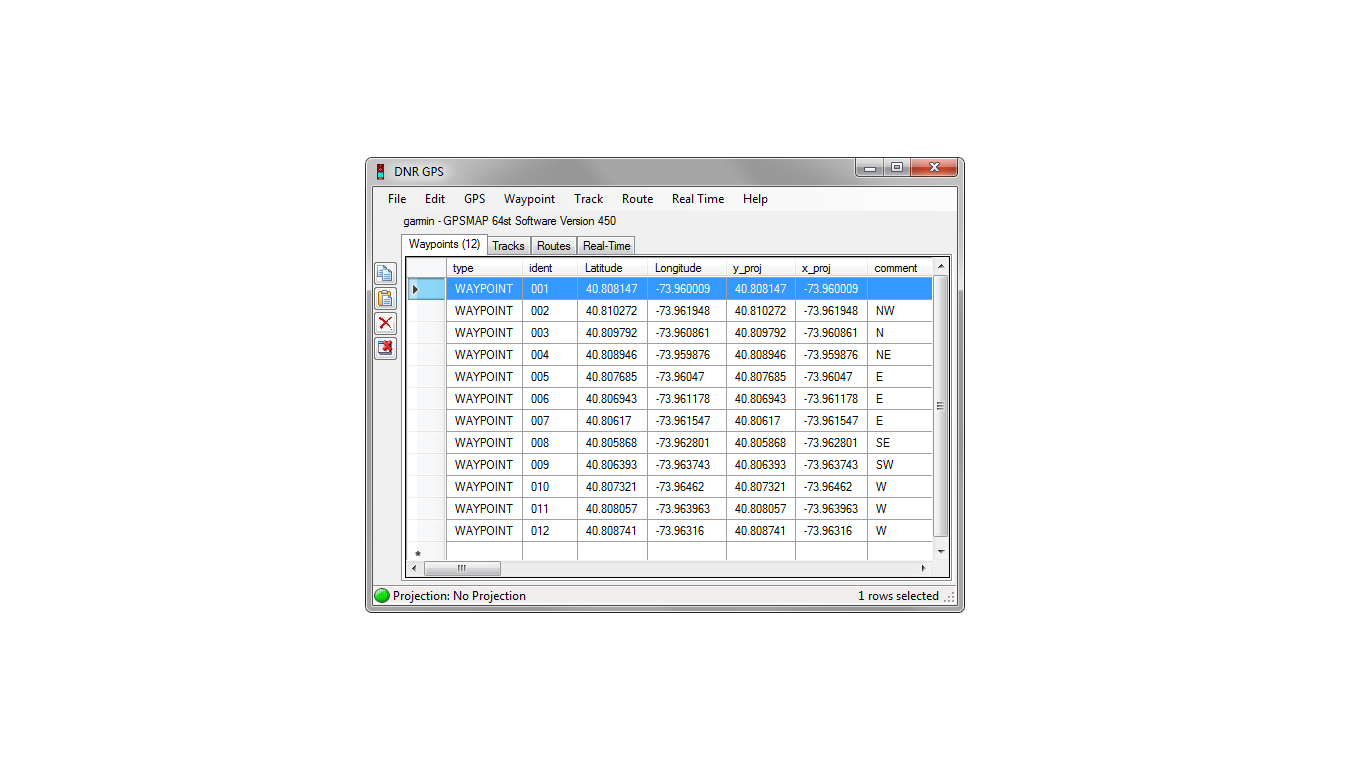 DNR GPS
File Edit GPS Waypoint Track Route Real Time Help
garmin - GPSMAP 64st Software Version 450
Waypoints (12) Tracks Routes Real-Time
type ident Latitude Longitude y_proj x_proj comment
WAYPOINT 001 40.808147 -73.960009 40.808147 -73.960009
WAYPOINT 002 40.810272 -73.961948 40.810272 -73.961948 NW
WAYPOINT 003 40.809792 -73.960861 40.809792 -73.960861 N
WAYPOINT 004 40.808946 -73.959876 40.808946 -73.959876 NE
WAYPOINT 005 40.807685 -73.96047 40.807685 -73.96047 E
WAYPOINT 006 40.806943 -73.961178 40.806943 -73.961178 E
WAYPOINT 007 40.80617 -73.961547 40.80617 -73.961547 E
WAYPOINT 008 40.805868 -73.962801 40.805868 -73.962801 SE
WAYPOINT 009 40.806393 -73.963743 40.806393 -73.963743 SW
WAYPOINT 010 40.807321 -73.96462 40.807321 -73.96462 W
WAYPOINT 011 40.808057 -73.963963 40.808057 -73.963963 W
WAYPOINT 012 40.808741 -73.96316 40.808741 -73.96316 W
Projection: No Projection 1 rows selected